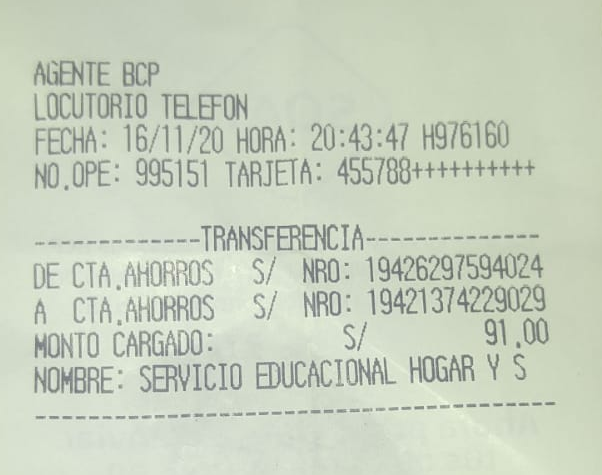 AGENTE BCP
LOCUTORIO TELEFON
FECHA: 16/11/20 HORA: 20:43:47 H976160
NO.OPE: 995151 TARJETA: 455788++++++++++
-------------TRANSFERENCIA--------------
DE CTA.AHORROS S/ NRO: 19426297594024
A CTA.AHORROS S/ NRO: 19421374229029
MONTO CARGADO: S/ 91.00
NOMBRE: SERVICIO EDUCACIONAL HOGAR Y S
----------------------------------------